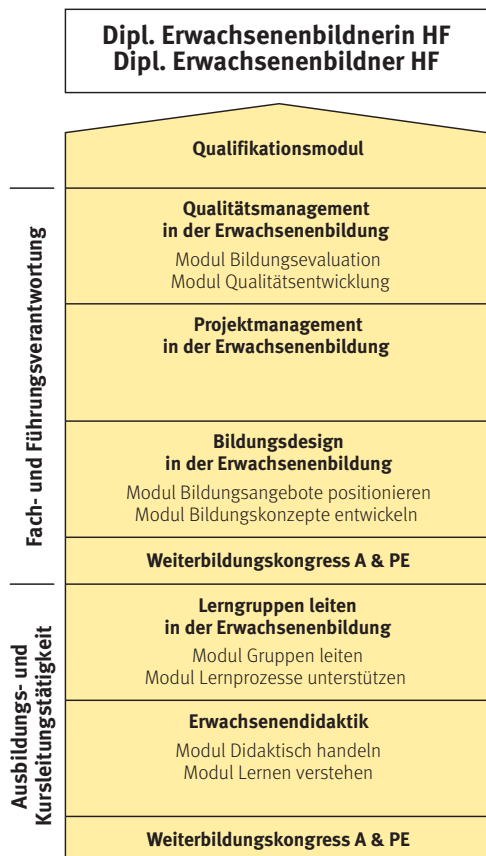 Dipl. Erwachsenenbildnerin HF
Dipl. Erwachsenenbildner HF
Qualifikationsmodul
Fach- und Führungsverantwortung
Qualitätsmanagement
in der Erwachsenenbildung
Modul Bildungsevaluation
Modul Qualitätsentwicklung
Projektmanagement
in der Erwachsenenbildung
Bildungsdesign
in der Erwachsenenbildung
Modul Bildungsangebote positionieren
Modul Bildungskonzepte entwickeln
Weiterbildungskongress A & PE
Ausbildungs- und
Kursleitungstätigkeit
Lerngruppen leiten
in der Erwachsenenbildung
Modul Gruppen leiten
Modul Lernprozesse unterstützen
Erwachsenendidaktik
Modul Didaktisch handeln
Modul Lernen verstehen
Weiterbildungskongress A & PE